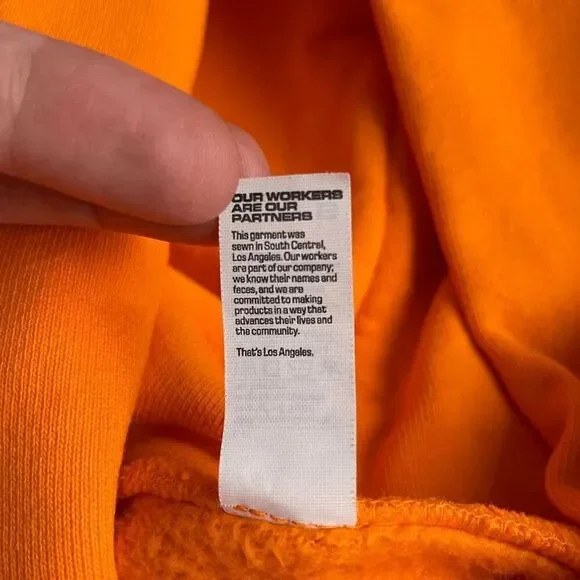 OUR WORKERS
ARE OUR
PARTNERS
This garment was
sewn in South Central,
Los Angeles. Our workers
are part of our company;
we know their names and
faces, and we are
committed to making
products in a way that
advances their lives and
the community.
That's Los Angeles.